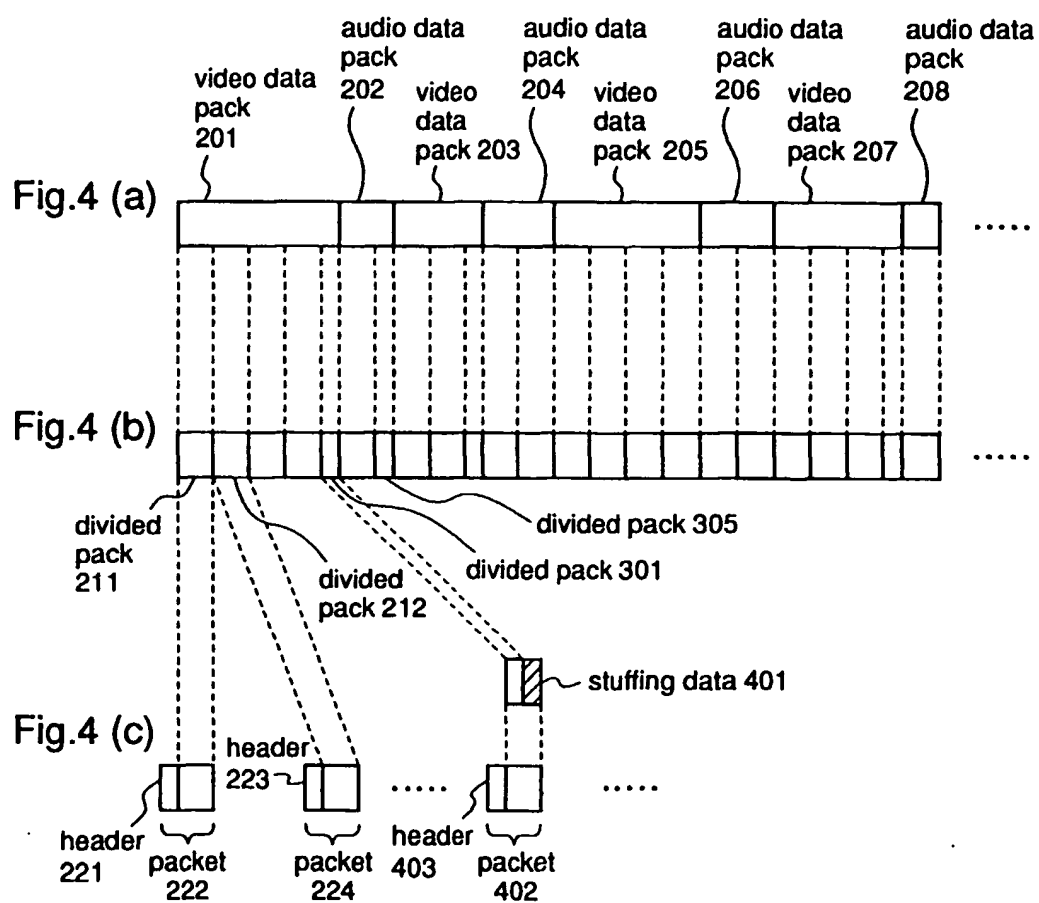 video data
pack
201
audio data
pack
202
video
data
pack 203
audio data
pack
204
video
data
pack 205
audio data
pack
206
video
data
pack 207
audio data
pack
208
Fig.4 (a)
.....
Fig.4 (b)
.....
divided
pack
211
divided
pack 212
divided pack 301
divided pack 305
stuffing data 401
Fig.4 (c)
header
221
packet
222
header
223
packet
224
.....
header
403
packet
402
.....